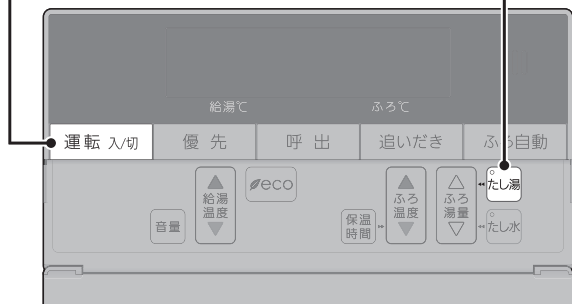 給湯℃ ふろ℃
運転 入/切 優先 呼出 追いだき ふろ自動
給湯温度
eco
ふろ温度
ふろ湯量
たし湯
音量
保温時間
たし水